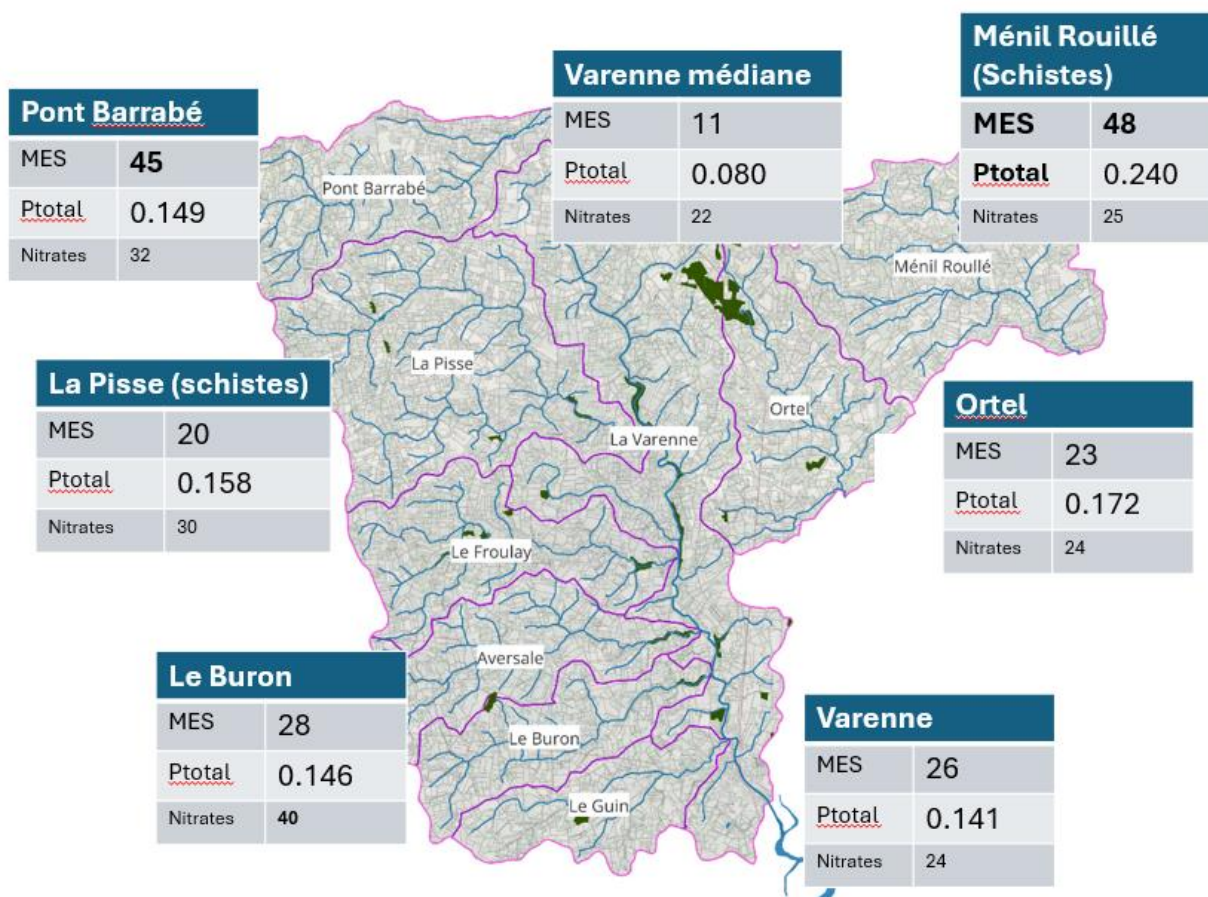 Pont Barrabé
MES 45
Ptotal 0.149
Nitrates 32
Varenne médiane
MES 11
Ptotal 0.080
Nitrates 22
Ménil Rouillé
(Schistes)
MES 48
Ptotal 0.240
Nitrates 25
Pont Barrabé
Ménil Roullé
La Pisse
Ortel
La Varenne
Le Froulay
Aversale
Le Buron
Le Guin
La Pisse (schistes)
MES 20
Ptotal 0.158
Nitrates 30
Ortel
MES 23
Ptotal 0.172
Nitrates 24
Le Buron
MES 28
Ptotal 0.146
Nitrates 40
Varenne
MES 26
Ptotal 0.141
Nitrates 24